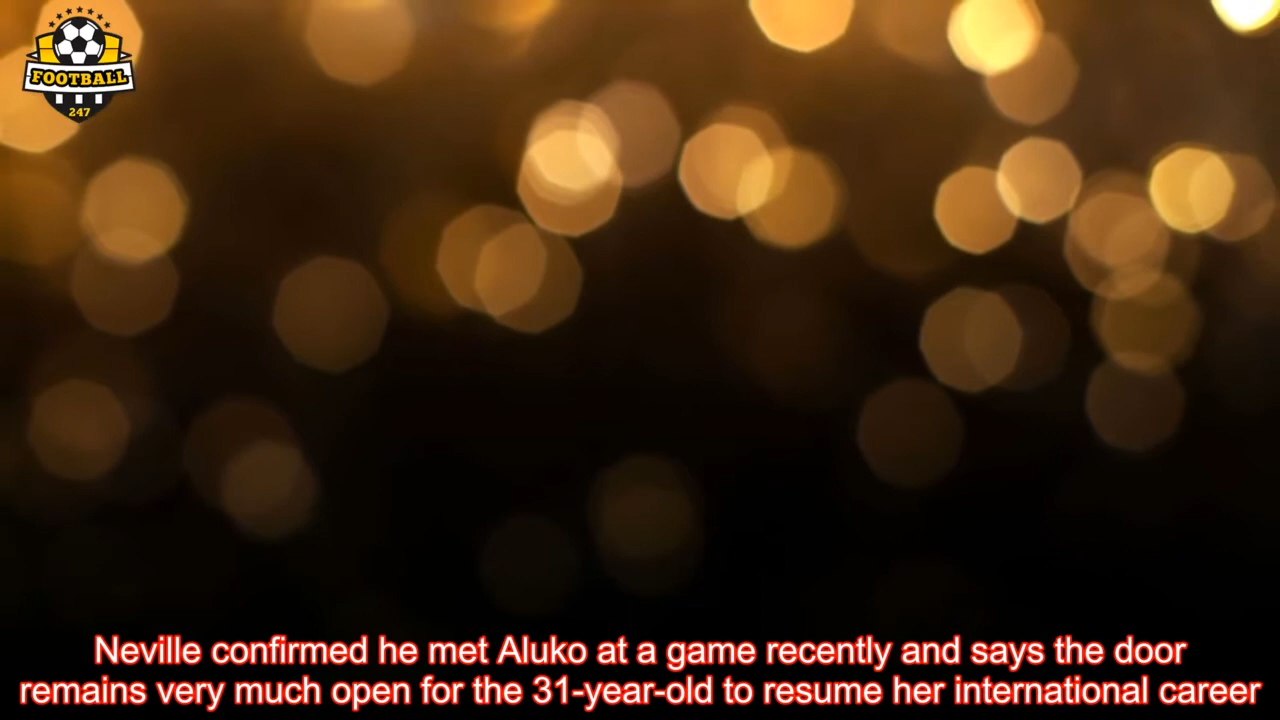 FOOTBALL
247
Neville confirmed he met Aluko at a game recently and says the door
remains very much open for the 31-year-old to resume her international career